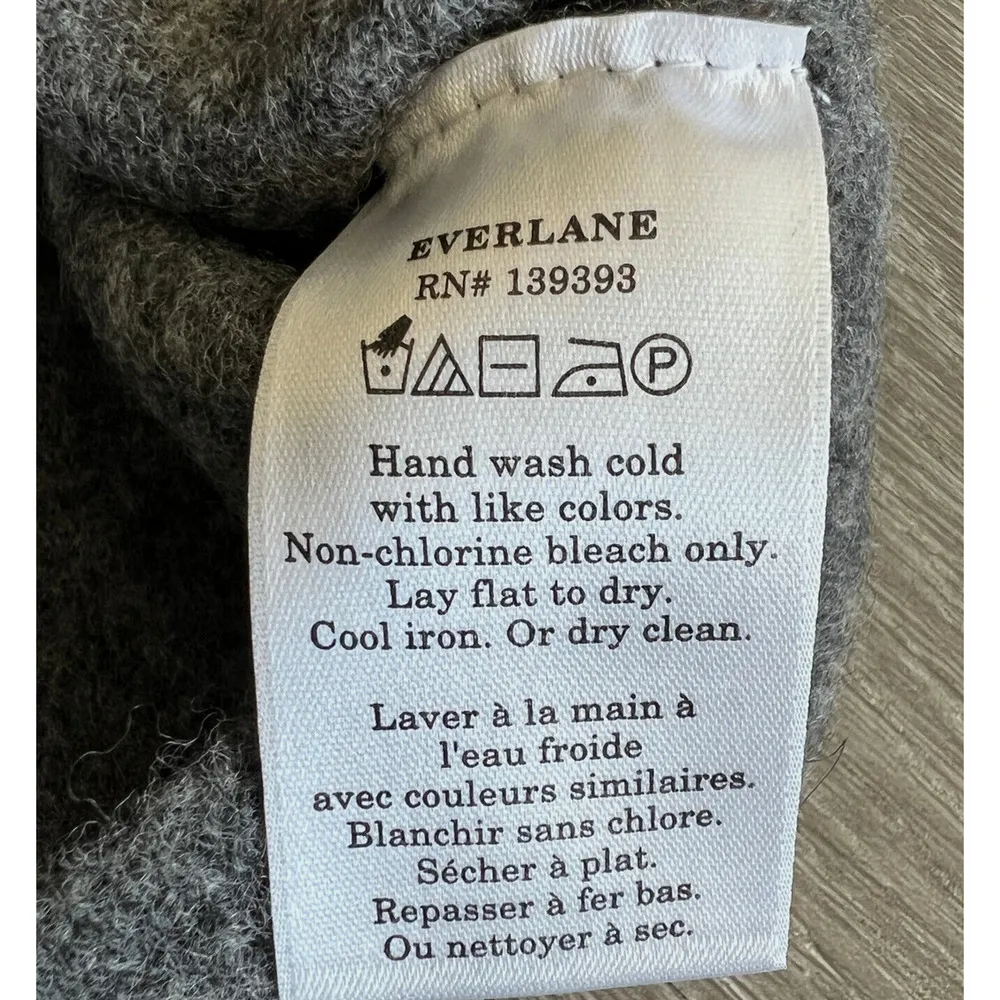 EVERLANE
RN# 139393
P
Hand wash cold
with like colors.
Non-chlorine bleach only.
Lay flat to dry.
Cool iron. Or dry clean.
Laver à la main à
l'eau froide
avec couleurs similaires.
Blanchir sans chlore.
Sécher à plat.
Repasser à fer bas.
Ou nettoyer à sec.